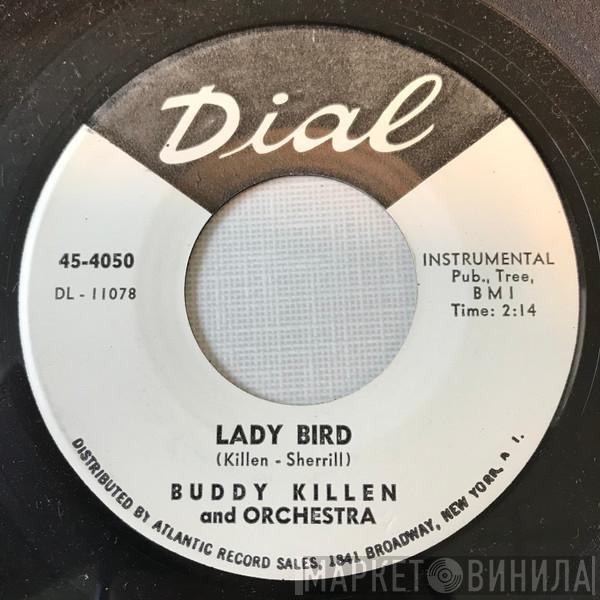 Dial
45-4050
DL - 11078
INSTRUMENTAL
Pub., Tree,
BMI
Time: 2:14
LADY BIRD
(Killen - Sherrill)
BUDDY KILLEN
and ORCHESTRA
DISTRIBUTED BY ATLANTIC RECORD SALES, 1841 BROADWAY, NEW YORK,
МАРКЕТ ВИНИЛА